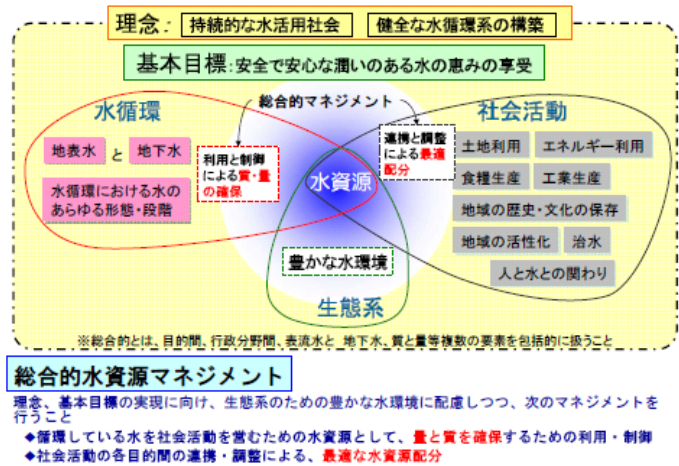 理念: 持続的な水活用社会 健全な水循環系の構築
基本目標:安全で安心な潤いのある水の恵みの享受
水循環
総合的マネジメント
社会活動
地表水 と 地下水
水循環における水の
あらゆる形態・段階
利用と制御
による質・量
の確保
連携と調整
による最適
配分
水資源
土地利用 エネルギー利用
食糧生産 工業生産
地域の歴史・文化の保存
地域の活性化 治水
人と水との関わり
豊かな水環境
生態系
※総合的とは、目的間、行政分野間、表流水と 地下水、質と量等複数の要素を包括的に扱うこと
総合的水資源マネジメント
理念、基本目標の実現に向け、生態系のための豊かな水環境に配慮しつつ、次のマネジメントを
行うこと
◆循環している水を社会活動を営むための水資源として、量と質を確保するための利用・制御
◆社会活動の各目的間の連携・調整による、最適な水資源配分